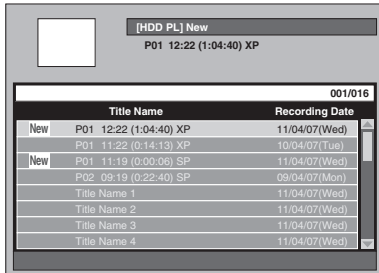 [HDD PL] New
P01 12:22 (1:04:40) XP
001/016
Title Name Recording Date
New P01 12:22 (1:04:40) XP 11/04/07(Wed)
P01 11:22 (0:14:13) XP 10/04/07(Tue)
New P01 11:19 (0:00:06) SP 11/04/07(Wed)
P02 09:19 (0:22:40) SP 09/04/07(Mon)
Title Name 1 11/04/07(Wed)
Title Name 2 11/04/07(Wed)
Title Name 3 11/04/07(Wed)
Title Name 4 11/04/07(Wed)